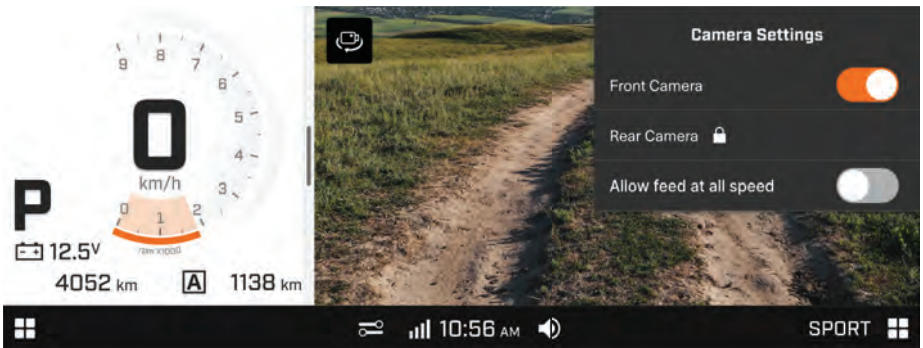 9
8
7
6
5
4
3
0
km/h
0
1
2
RPM X1000
P
12.5V
4052 km
A
1138 km
Camera Settings
Front Camera
Rear Camera
Allow feed at all speed
10:56 AM
SPORT